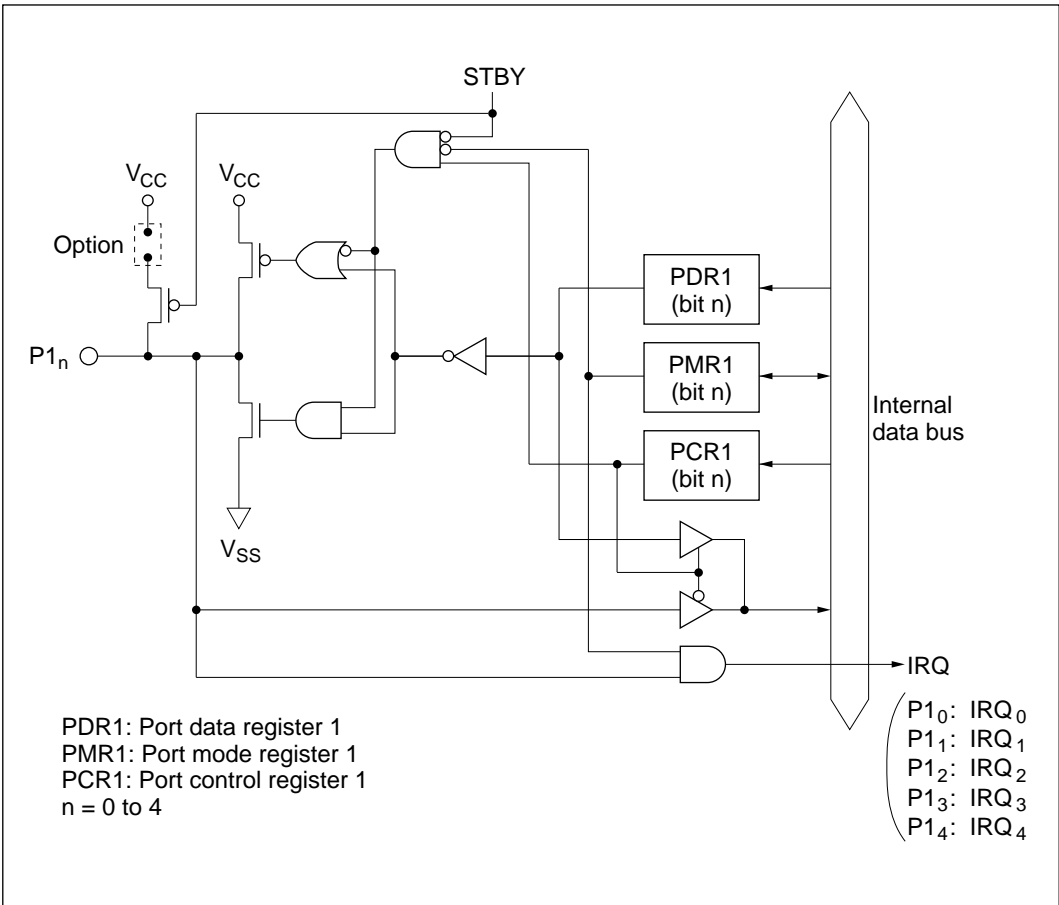 STBY
VCC
VCC
Option
PDR1
(bit n)
P1n
PMR1
(bit n)
Internal
data bus
PCR1
(bit n)
VSS
IRQ
P10: IRQ0
P11: IRQ1
P12: IRQ2
P13: IRQ3
P14: IRQ4
PDR1: Port data register 1
PMR1: Port mode register 1
PCR1: Port control register 1
n = 0 to 4